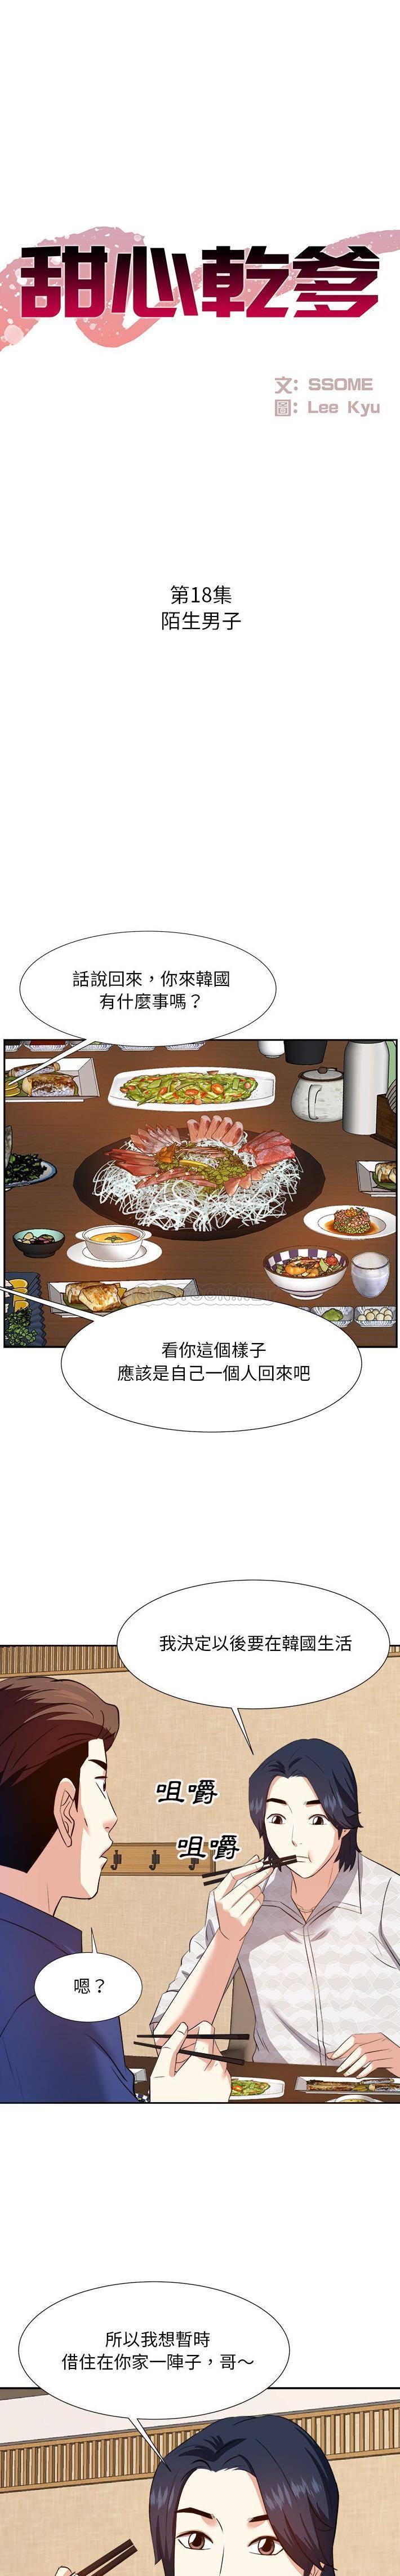 甜心乾爹
文: SSOME
圖: Lee Kyu
第18集
陌生男子
話說回來，你來韓國
有什麼事嗎？
看你這個樣子
應該是自己一個人回來吧
我決定以後要在韓國生活
咀嚼
咀嚼
嗯？
所以我想暫時
借住在你家一陣子，哥～